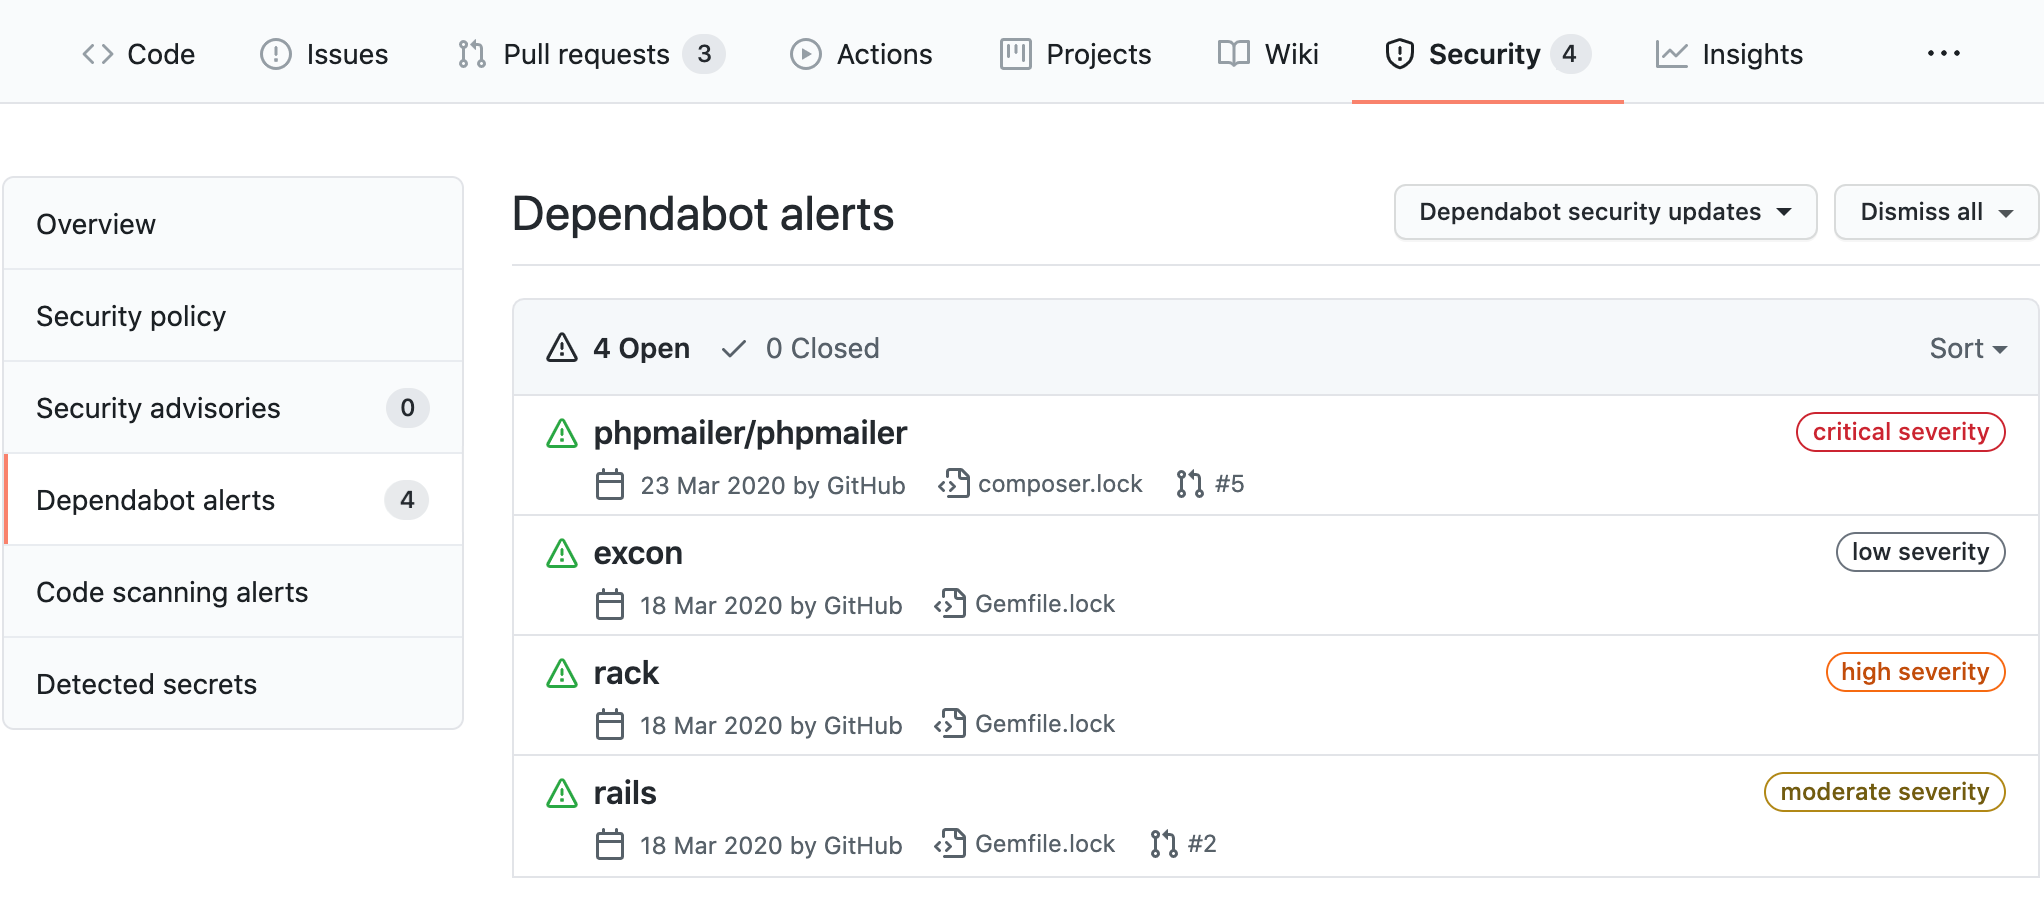 Code Issues Pull requests 3 Actions Projects Wiki Security 4 Insights ...
Overview
Security policy
Security advisories 0
Dependabot alerts 4
Code scanning alerts
Detected secrets
Dependabot alerts Dependabot security updates Dismiss all
4 Open 0 Closed Sort
phpmailer/phpmailer critical severity
23 Mar 2020 by GitHub composer.lock #5
excon low severity
18 Mar 2020 by GitHub Gemfile.lock
rack high severity
18 Mar 2020 by GitHub Gemfile.lock
rails moderate severity
18 Mar 2020 by GitHub Gemfile.lock #2